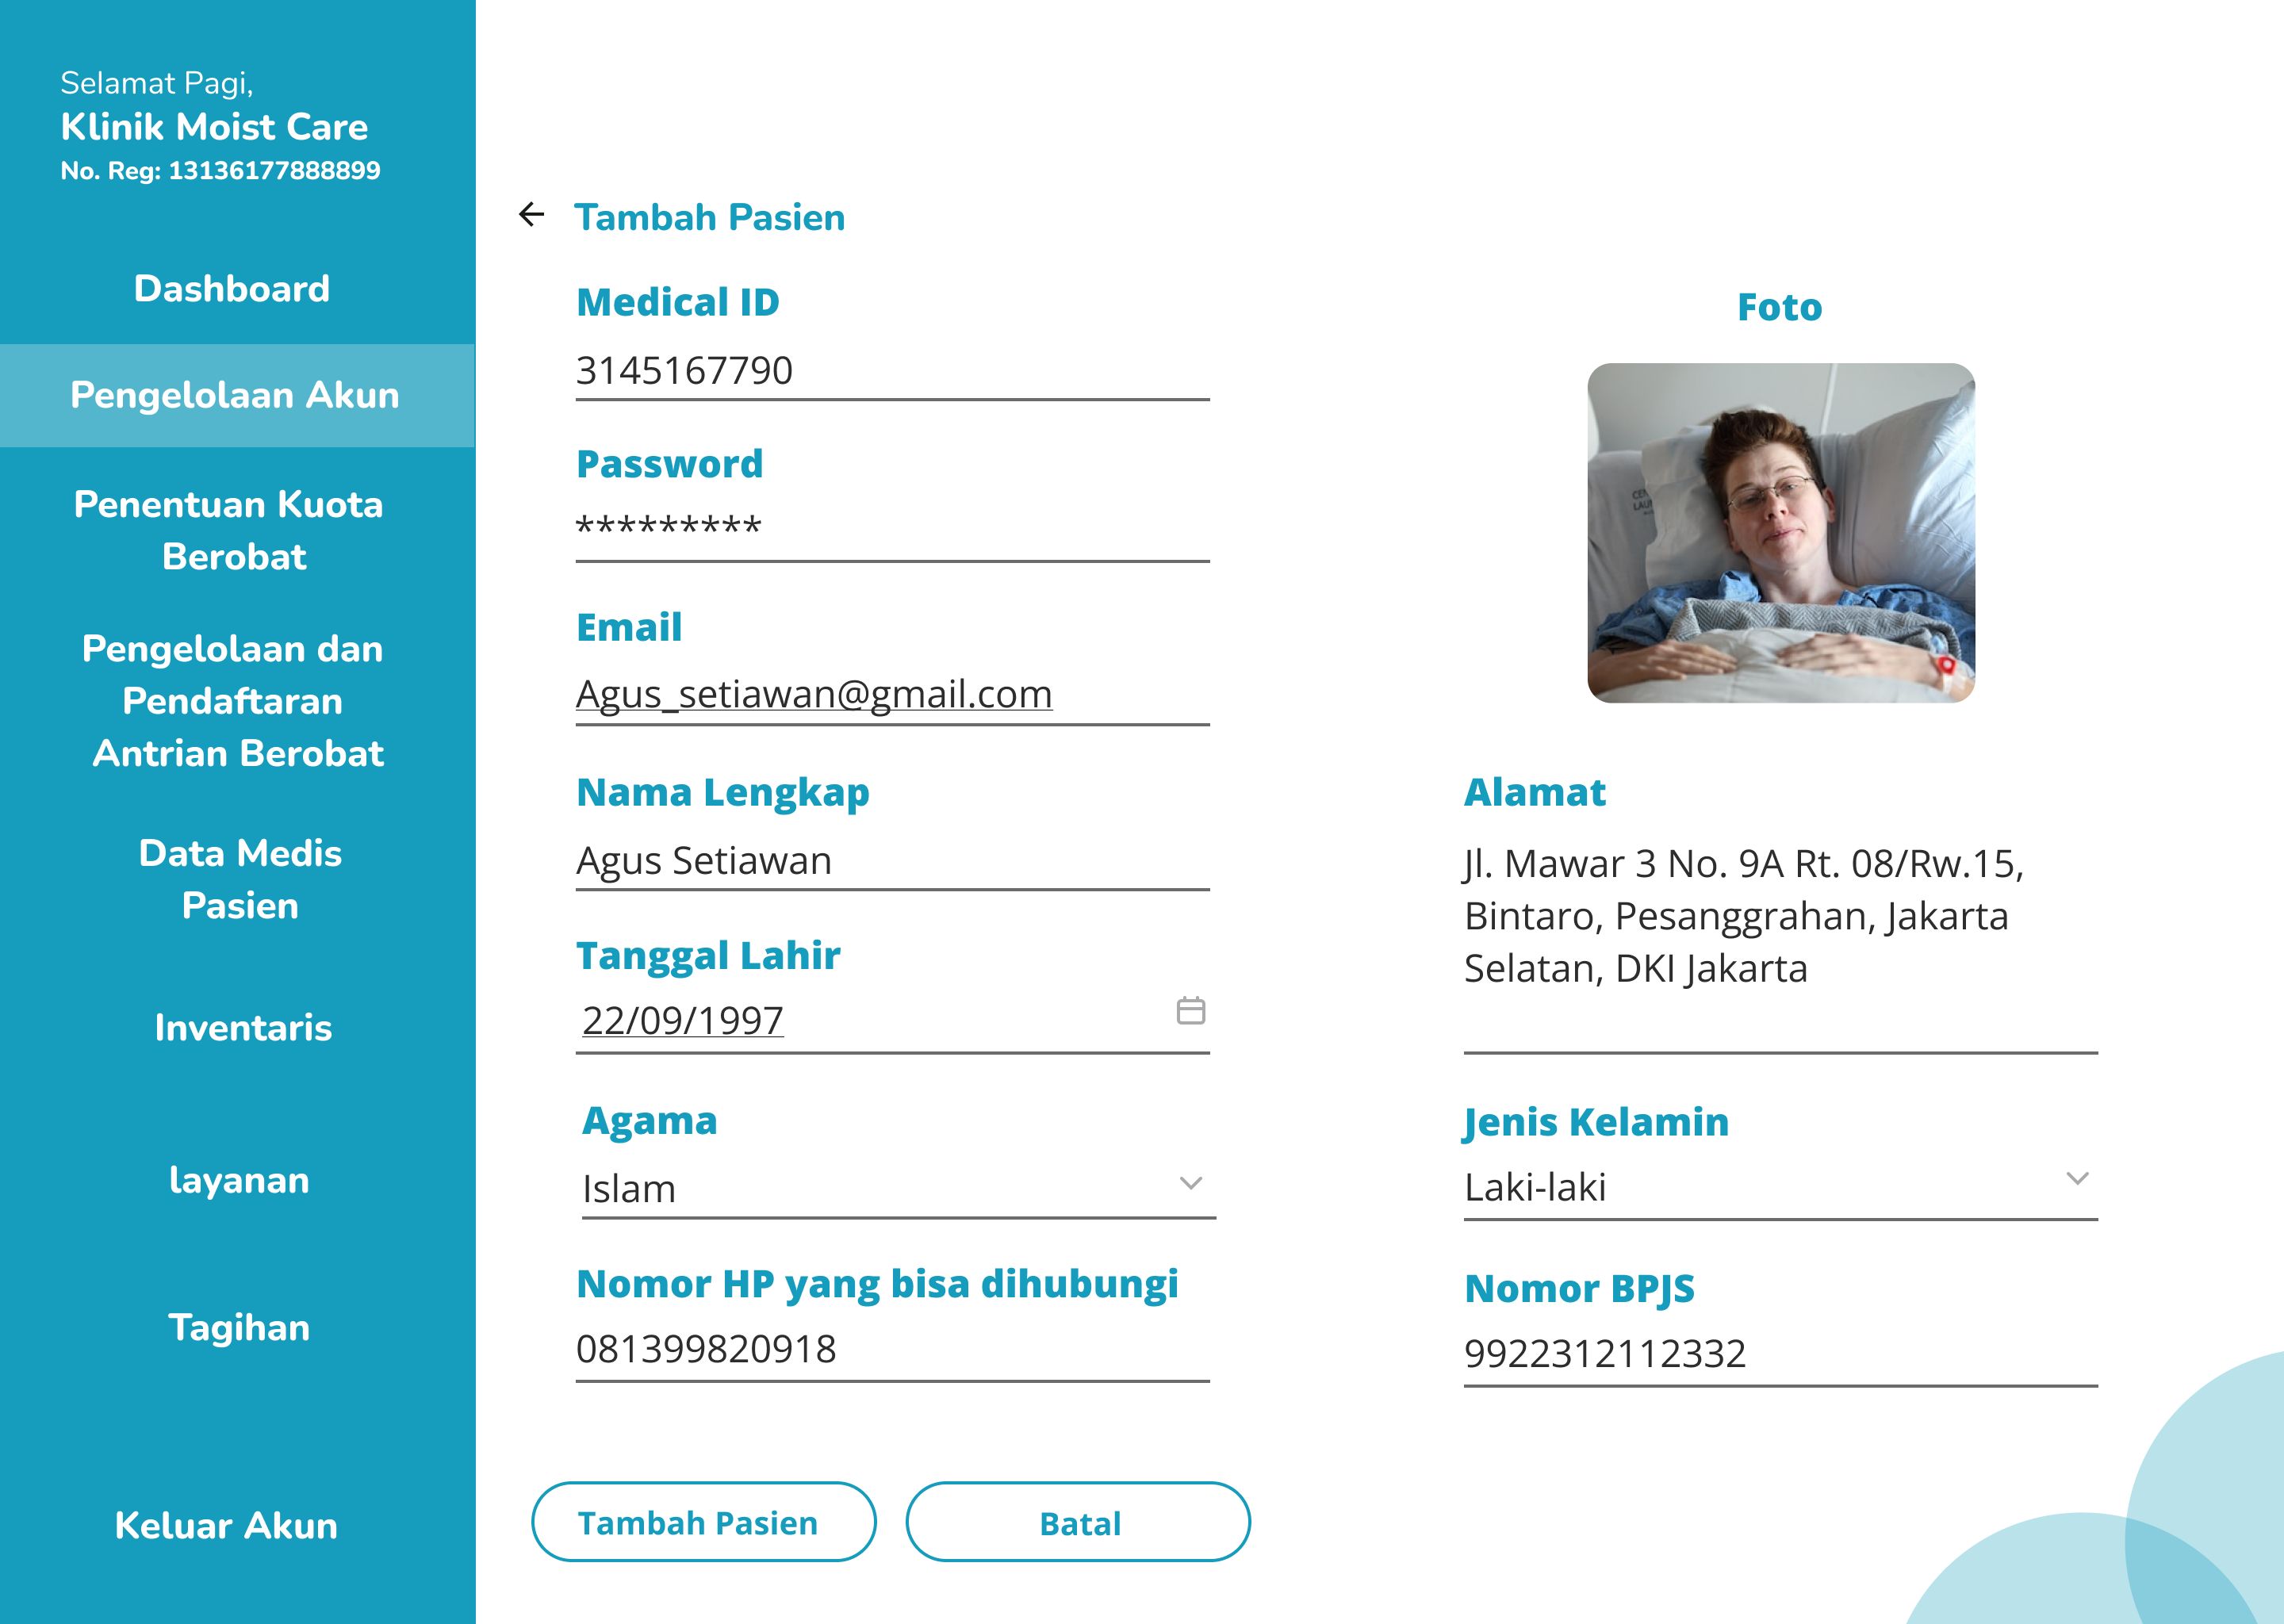 Selamat Pagi,
Klinik Moist Care
No. Reg: 13136177888899
Dashboard
Pengelolaan Akun
Penentuan Kuota
Berobat
Pengelolaan dan
Pendaftaran
Antrian Berobat
Data Medis
Pasien
Inventaris
layanan
Tagihan
Keluar Akun
Tambah Pasien
Medical ID
3145167790
Password
*********
Email
Agus_setiawan@gmail.com
Nama Lengkap
Agus Setiawan
Tanggal Lahir
22/09/1997
Agama
Islam
Nomor HP yang bisa dihubungi
081399820918
Foto
Alamat
Jl. Mawar 3 No. 9A Rt. 08/Rw.15,
Bintaro, Pesanggrahan, Jakarta
Selatan, DKI Jakarta
Jenis Kelamin
Laki-laki
Nomor BPJS
9922312112332
Tambah Pasien
Batal